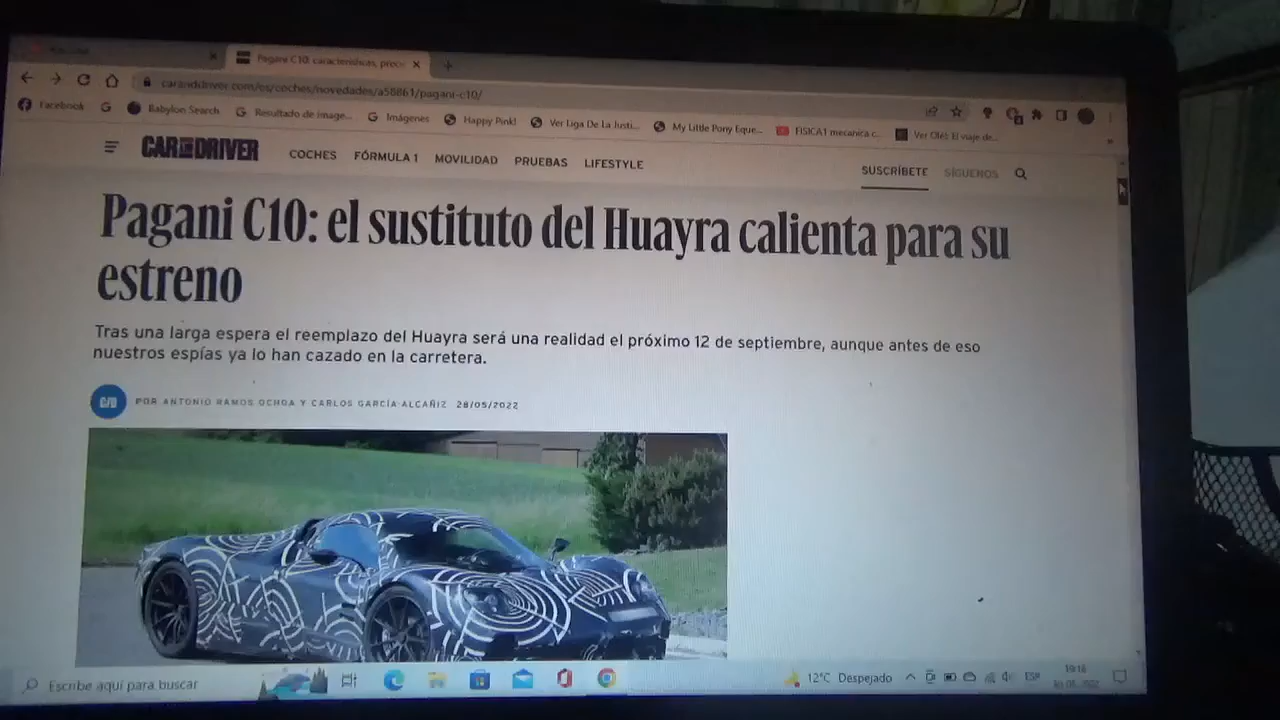 Pagani C10: características, precio
caranddriver.com/es/coches/novedades/a58861/pagani-c10/
Facebook
Babylon Search
Resultado de image...
Imágenes
Happy Pink!
Ver Liga De La Justi...
My Little Pony Eque...
FISICA1 mecanica c...
Ver Olé: El viaje de...
CAR AND DRIVER
COCHES FÓRMULA 1 MOVILIDAD PRUEBAS LIFESTYLE
SUSCRÍBETE SÍGUENOS
Pagani C10: el sustituto del Huayra calienta para su
estreno
Tras una larga espera el reemplazo del Huayra será una realidad el próximo 12 de septiembre, aunque antes de eso
nuestros espías ya lo han cazado en la carretera.
C/D
POR ANTONIO RAMOS OCHOA Y CARLOS GARCÍA-ALCAÑIZ 28/05/2022
Escribe aquí para buscar
12°C Despejado
ESP